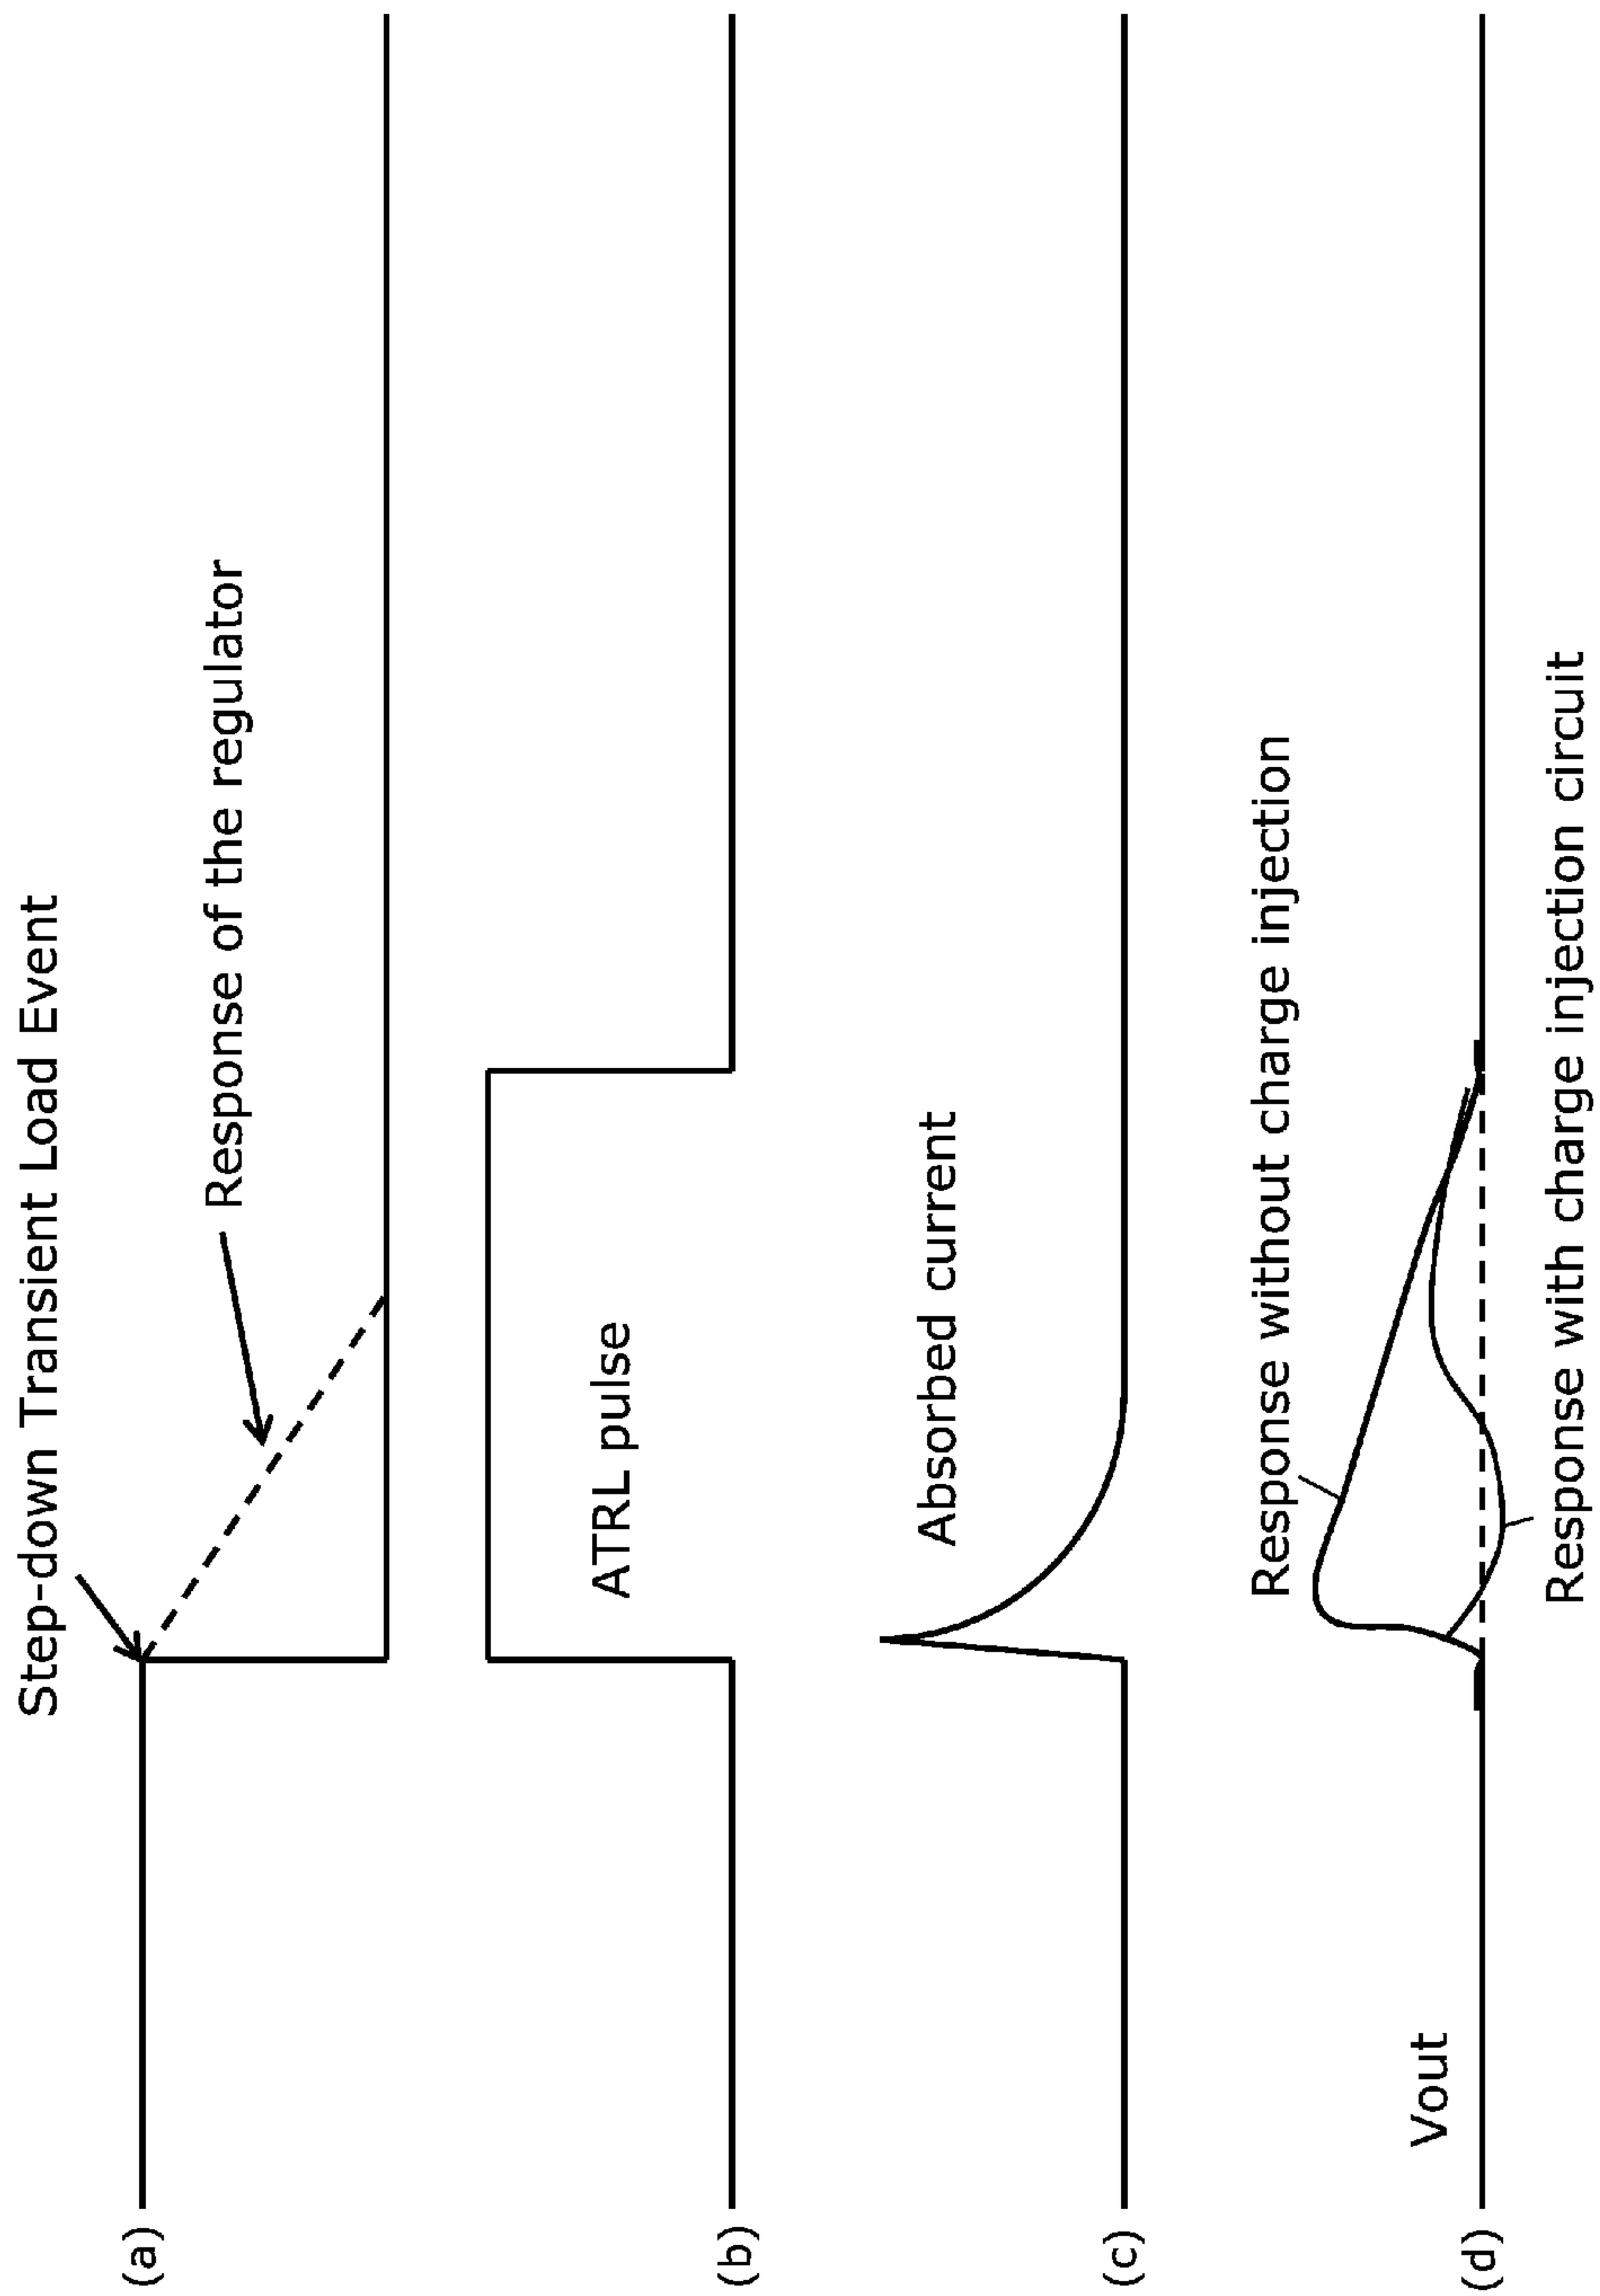 Step-down Transient Load Event
Response of the regulator
(a)
ATRL pulse
(b)
Absorbed current
(c)
Response without charge injection
Vout
(d)
Response with charge injection circuit